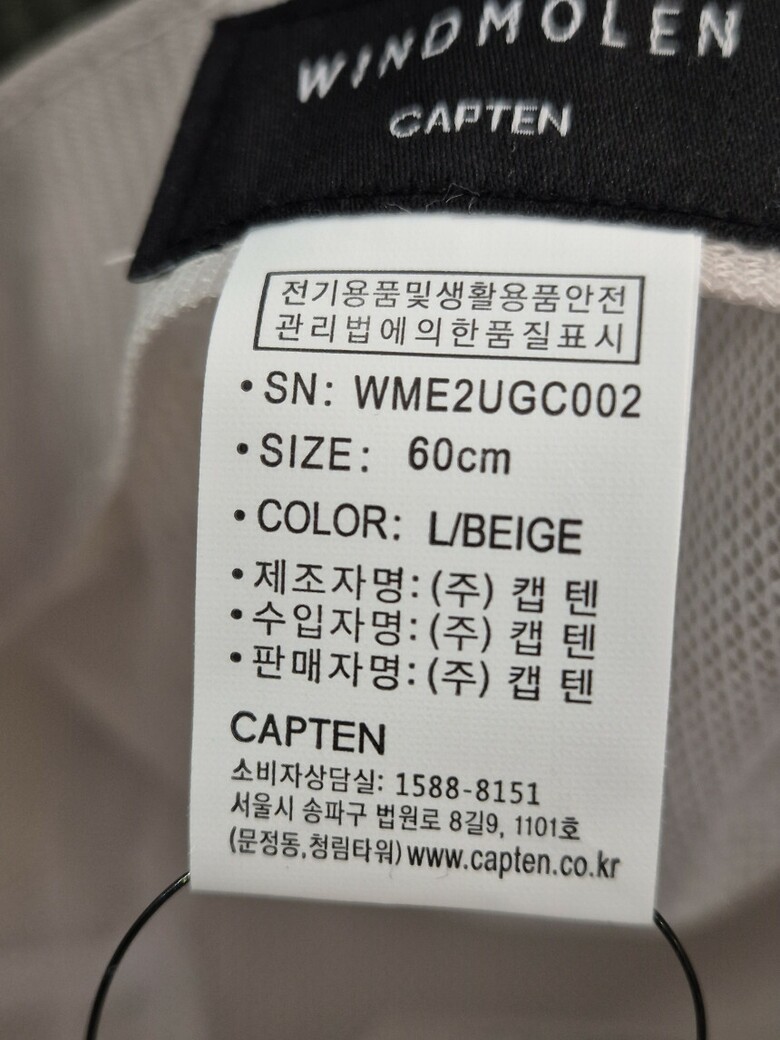 WINDMOLEN
CAPTEN
전기용품및생활용품안전
관리법에의한품질표시
•SN: WME2UGC002
•SIZE: 60cm
•COLOR: L/BEIGE
•제조자명:(주) 캡 텐
•수입자명:(주) 캡 텐
•판매자명:(주) 캡 텐
CAPTEN
소비자상담실: 1588-8151
서울시 송파구 법원로 8길9, 1101호
(문정동,청림타워)www.capten.co.kr